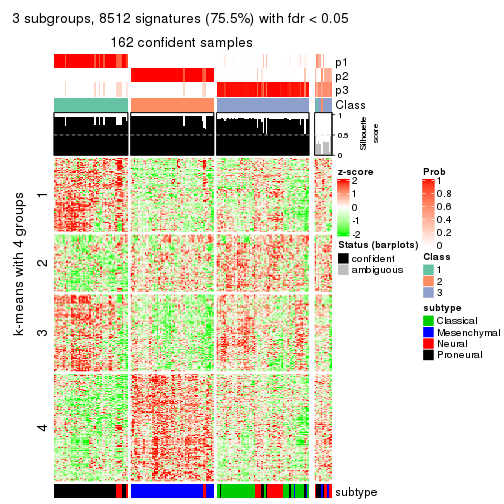 3 subgroups, 8512 signatures (75.5%) with fdr < 0.05
162 confident samples
p1
p2
p3
Class
1
0.5
0
Silhouette
score
k-means with 4 groups
1
2
3
4
subtype
z-score
2
1
0
-1
-2
Status (barplots)
confident
ambiguous
Prob
1
0.8
0.6
0.4
0.2
0
Class
1
2
3
subtype
Classical
Mesenchymal
Neural
Proneural